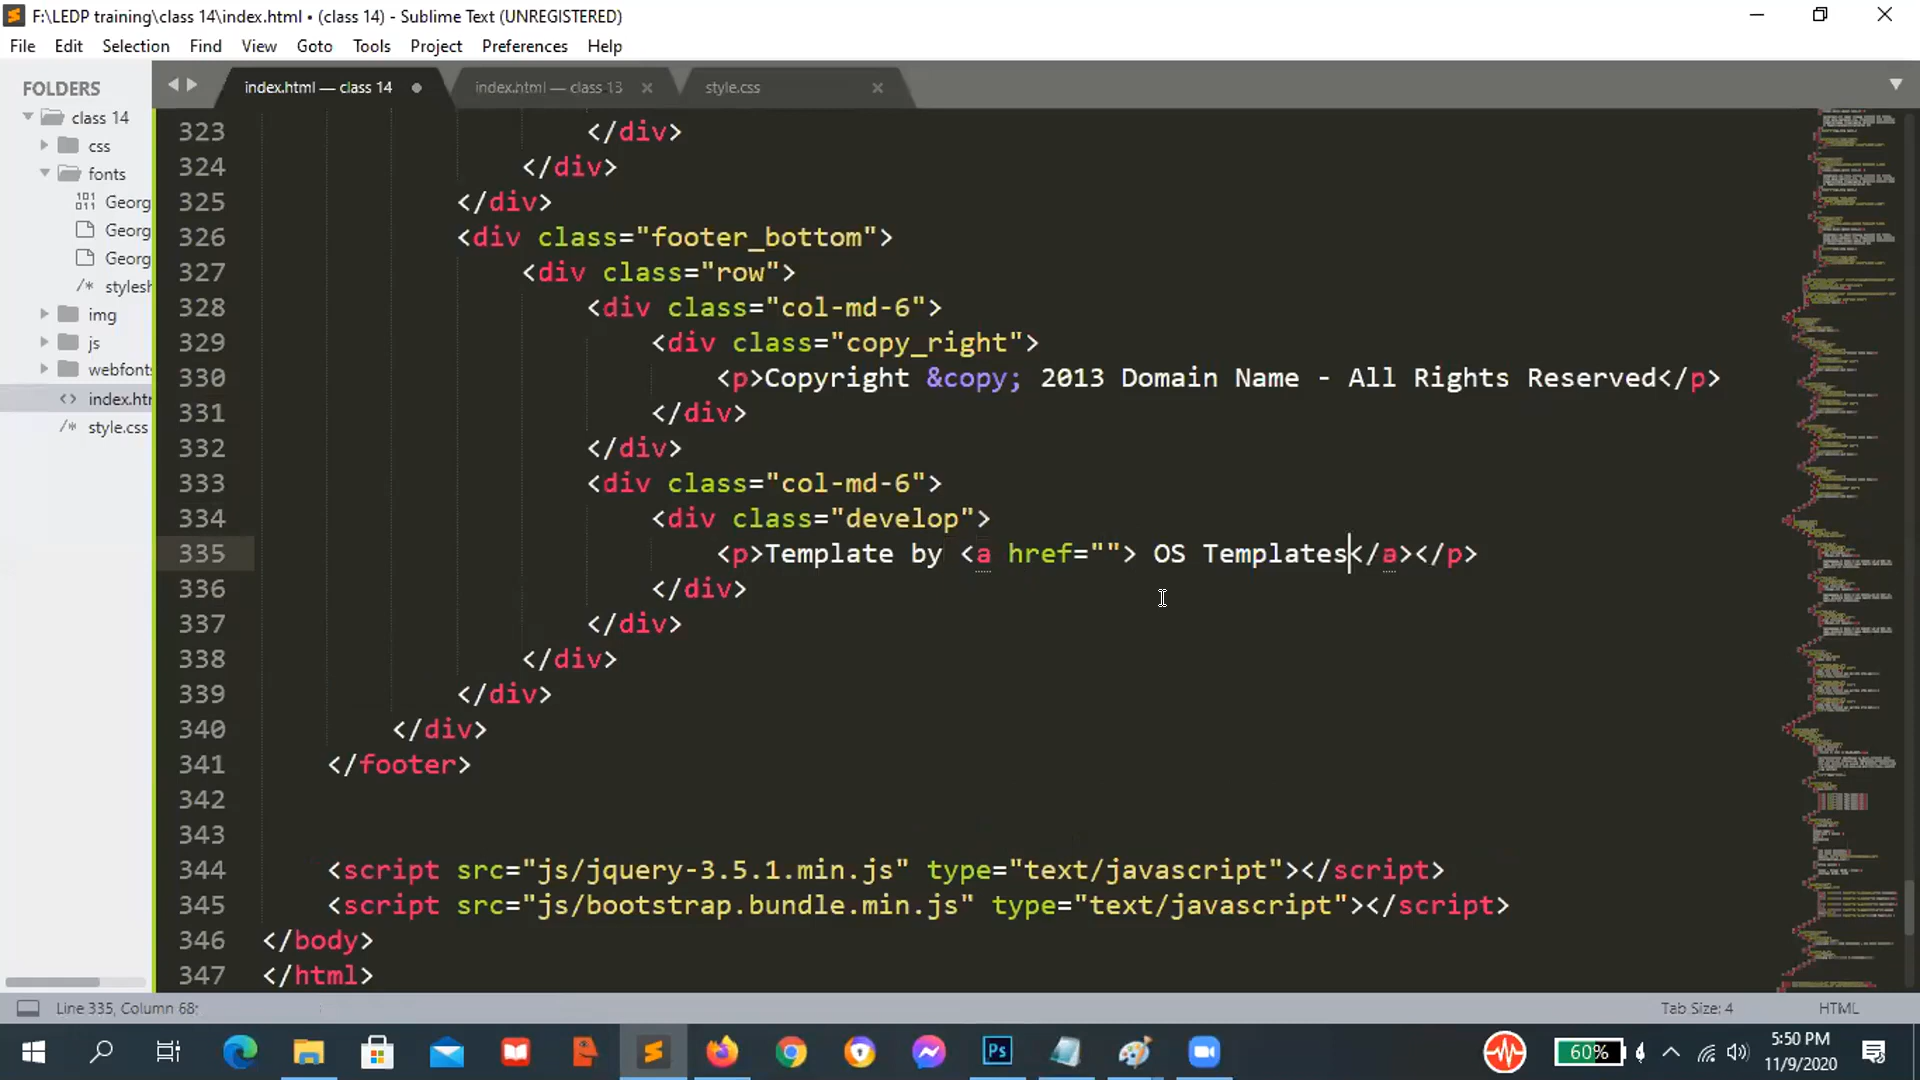 F:\LEDP training\class 14\index.html • (class 14) - Sublime Text (UNREGISTERED)
File Edit Selection Find View Goto Tools Project Preferences Help
FOLDERS
class 14
css
fonts
Georg
Georg
Georg
/* stylesh
img
js
webfonts
<> index.htm
/* style.css
index.html — class 14
index.html — class 13
style.css
323 </div>
324 </div>
325 </div>
326 <div class="footer_bottom">
327 <div class="row">
328 <div class="col-md-6">
329 <div class="copy_right">
330 <p>Copyright &copy; 2013 Domain Name - All Rights Reserved</p>
331 </div>
332 </div>
333 <div class="col-md-6">
334 <div class="develop">
335 <p>Template by <a href=""> OS Templates</a></p>
336 </div>
337 </div>
338 </div>
339 </div>
340 </div>
341 </footer>
342
343
344 <script src="js/jquery-3.5.1.min.js" type="text/javascript"></script>
345 <script src="js/bootstrap.bundle.min.js" type="text/javascript"></script>
346 </body>
347 </html>
Line 335, Column 68
Tab Size: 4
HTML
Ps
60%
5:50 PM
11/9/2020